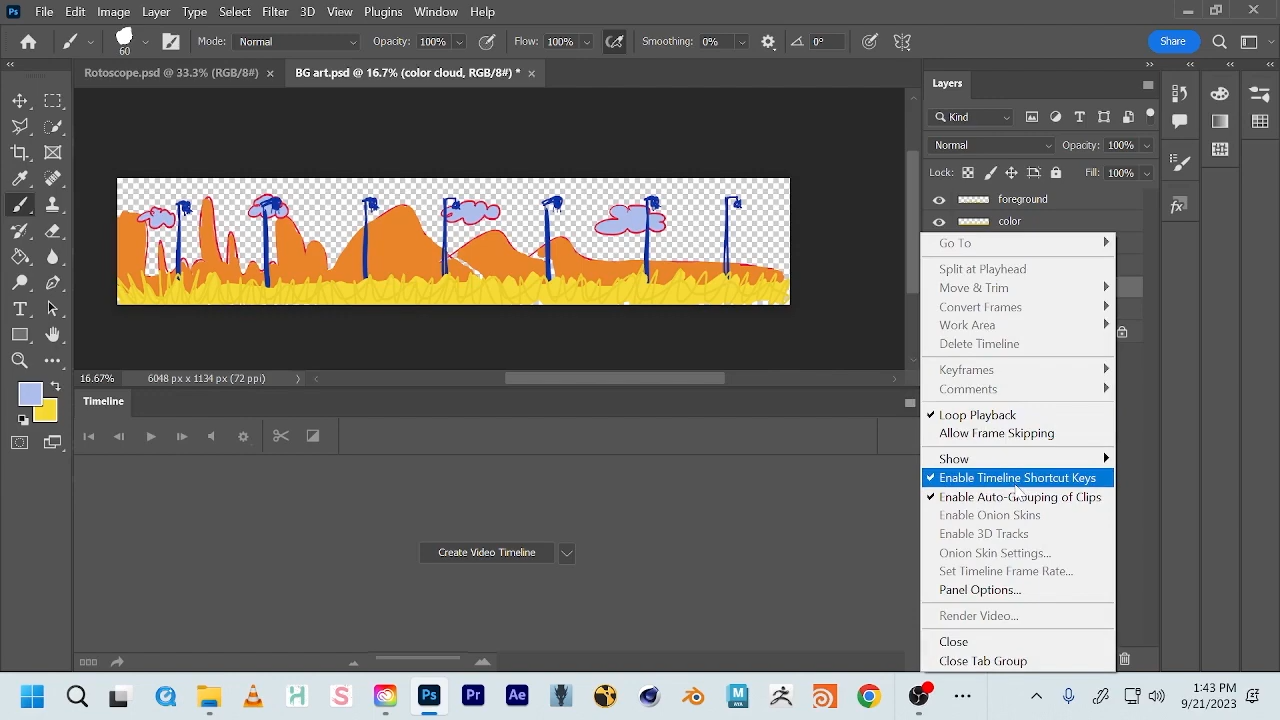 Ps File Edit Image Layer Type Select Filter 3D View Plugins Window Help
60 Mode: Normal Opacity: 100% Flow: 100% Smoothing: 0% 0° Share
Rotoscope.psd @ 33.3% (RGB/8#) × BG art.psd @ 16.7% (color cloud, RGB/8#) * ×
Layers
Kind
Normal Opacity: 100%
Lock: Fill: 100%
foreground
color
Go To
Split at Playhead
Move & Trim
Convert Frames
Work Area
Delete Timeline
Keyframes
Comments
Loop Playback
Allow Frame Skipping
Show
Enable Timeline Shortcut Keys
Enable Auto-Grouping of Clips
Enable Onion Skins
Enable 3D Tracks
Onion Skin Settings...
Set Timeline Frame Rate...
Panel Options...
Render Video...
Close
Close Tab Group
16.67% 6048 px x 1134 px (72 ppi)
Timeline
Create Video Timeline
H S Ps Pr Ae M MAYA
1:43 PM
9/21/2023